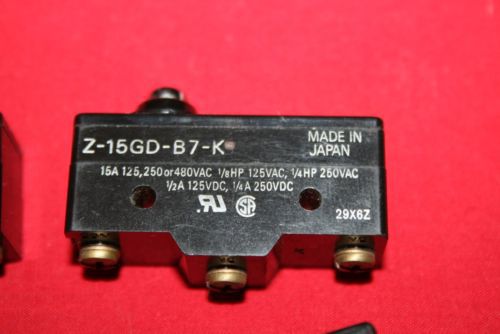 Z-15GD-B7-K
MADE IN
JAPAN
15A 125,250 or 480VAC 1/8HP 125VAC, 1/4HP 250VAC
1/2A 125VDC, 1/4A 250VDC
29X6Z